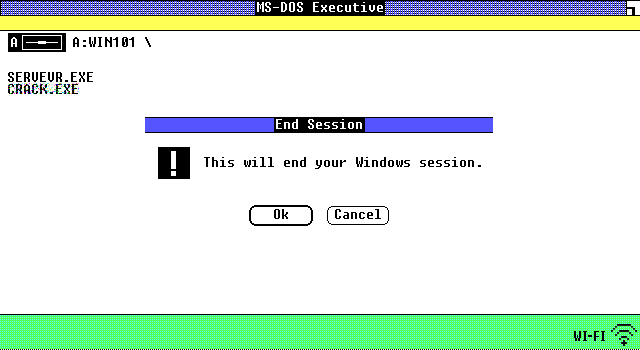 MS-DOS Executive
A A:WIN101 \
SERVEUR.EXE
CRACK.EXE
End Session
! This will end your Windows session.
Ok Cancel
WI-FI